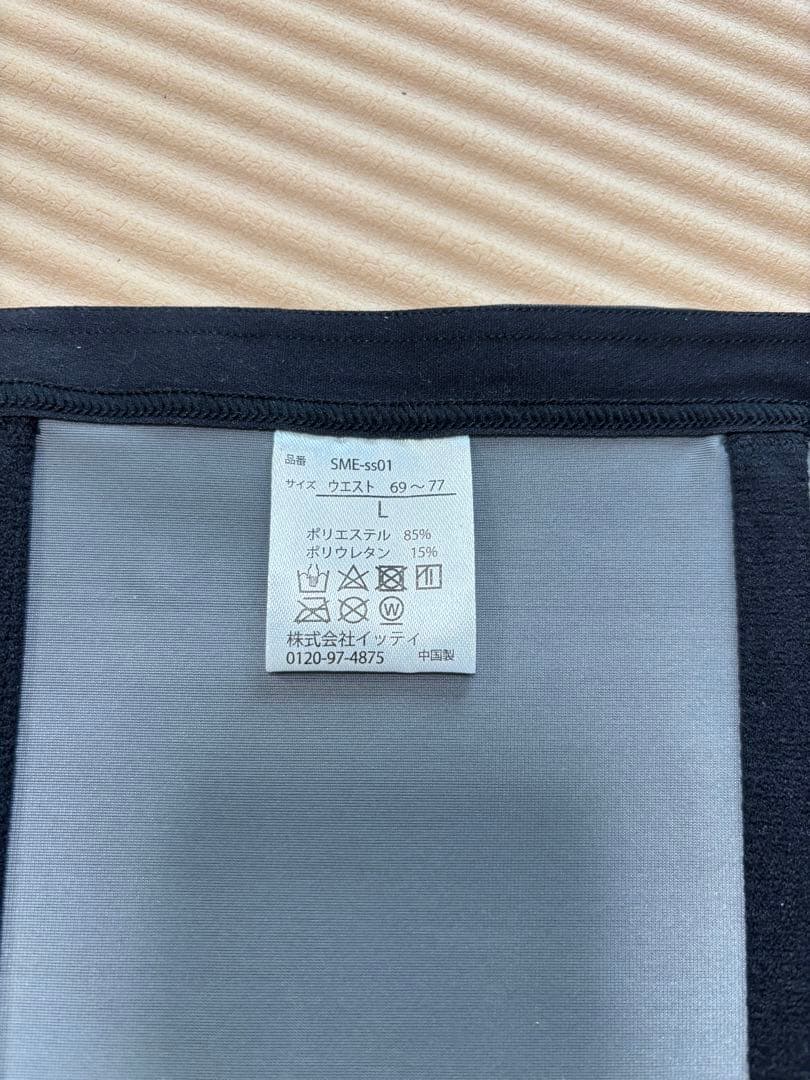 品番 SME-ss01
サイズ ウエスト 69〜77
L
ポリエステル 85%
ポリウレタン 15%
W
株式会社イッティ
0120-97-4875 中国製